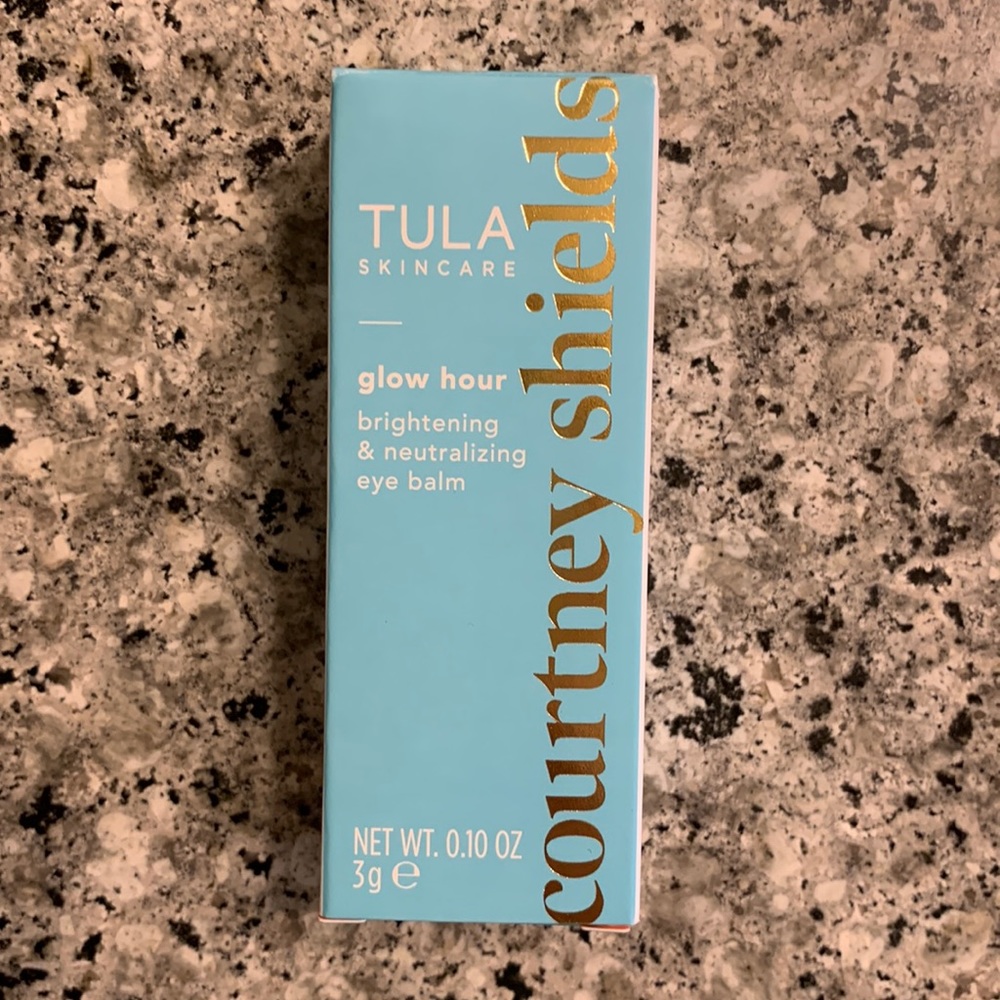 TULA
SKINCARE
glow hour
brightening
& neutralizing
eye balm
NET WT. 0.10 OZ
3g ℮
courtney shields